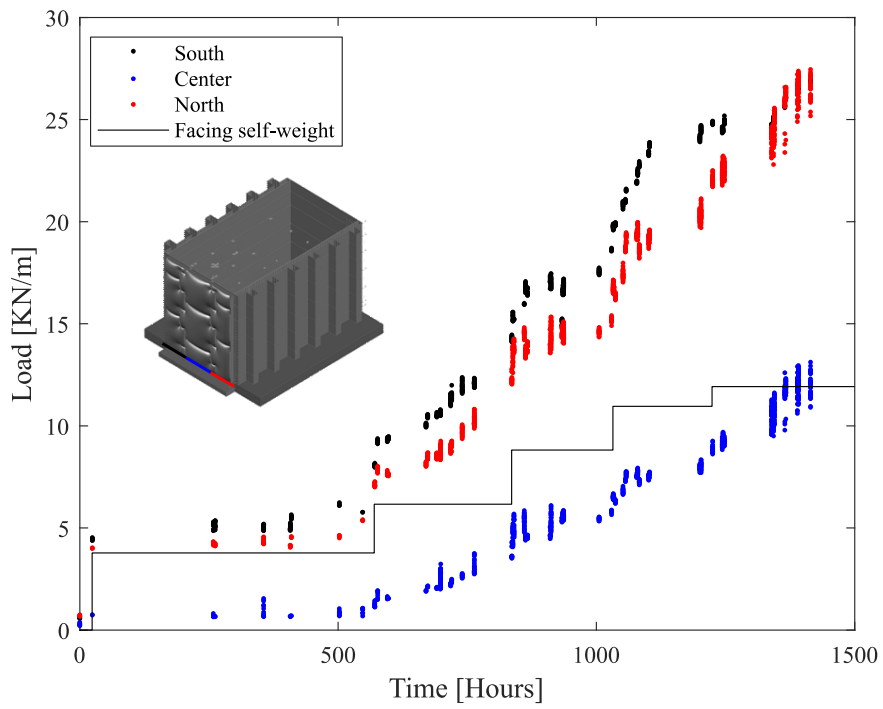 30
25
20
15
10
5
0
Load [KN/m]
South
Center
North
Facing self-weight
0
500
1000
1500
Time [Hours]